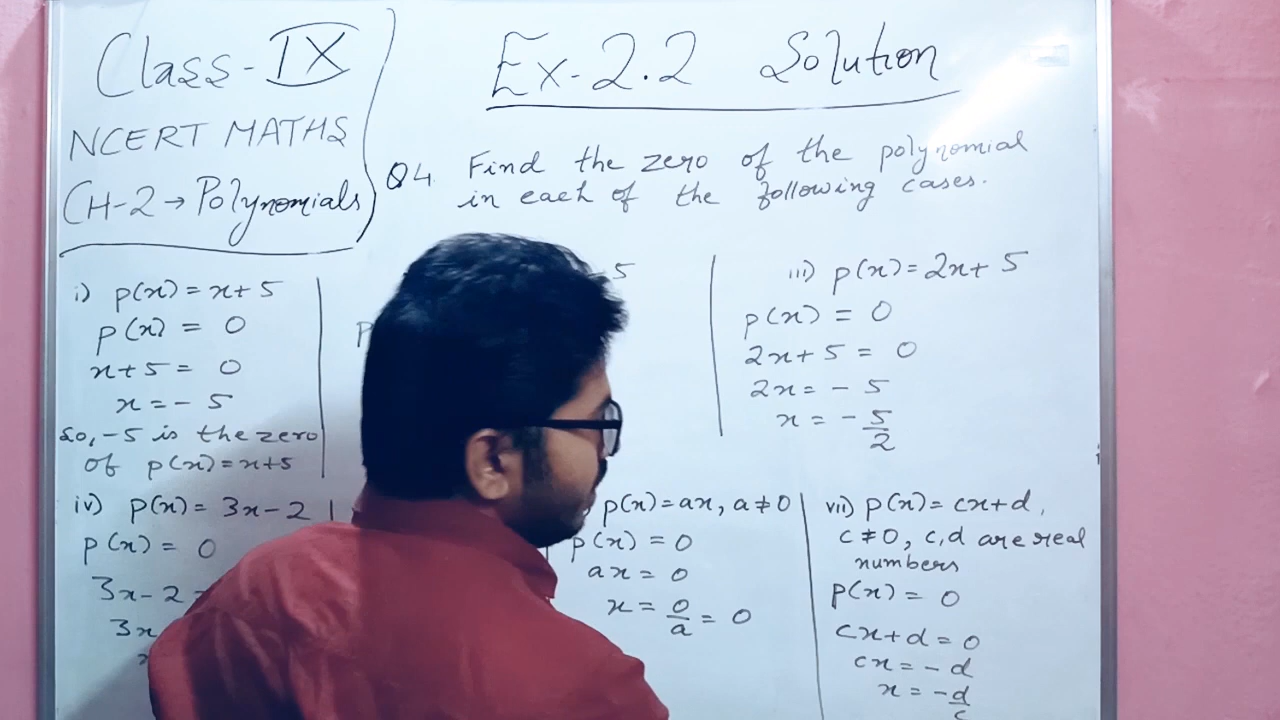 Class-IX
NCERT MATHS
CH-2→Polynomials
Ex-2.2 Solution
Q4. Find the zero of the polynomial
in each of the following cases.
i) p(x)=x+5
p(x) = 0
x+5 = 0
x=-5
So,-5 is the zero
of p(x)=x+5
5
p
iii) p(x)=2x+5
p(x) = 0
2x+5 = 0
2x=-5
x = -5/2
iv) p(x)=3x-2
p(x) = 0
3x-2
3x
p(x)=ax, a≠0
p(x) = 0
ax = 0
x = 0/a = 0
vii) p(x)=cx+d,
c≠0, c,d are real
numbers
p(x) = 0
cx+d=0
cx=-d
x=-d/c